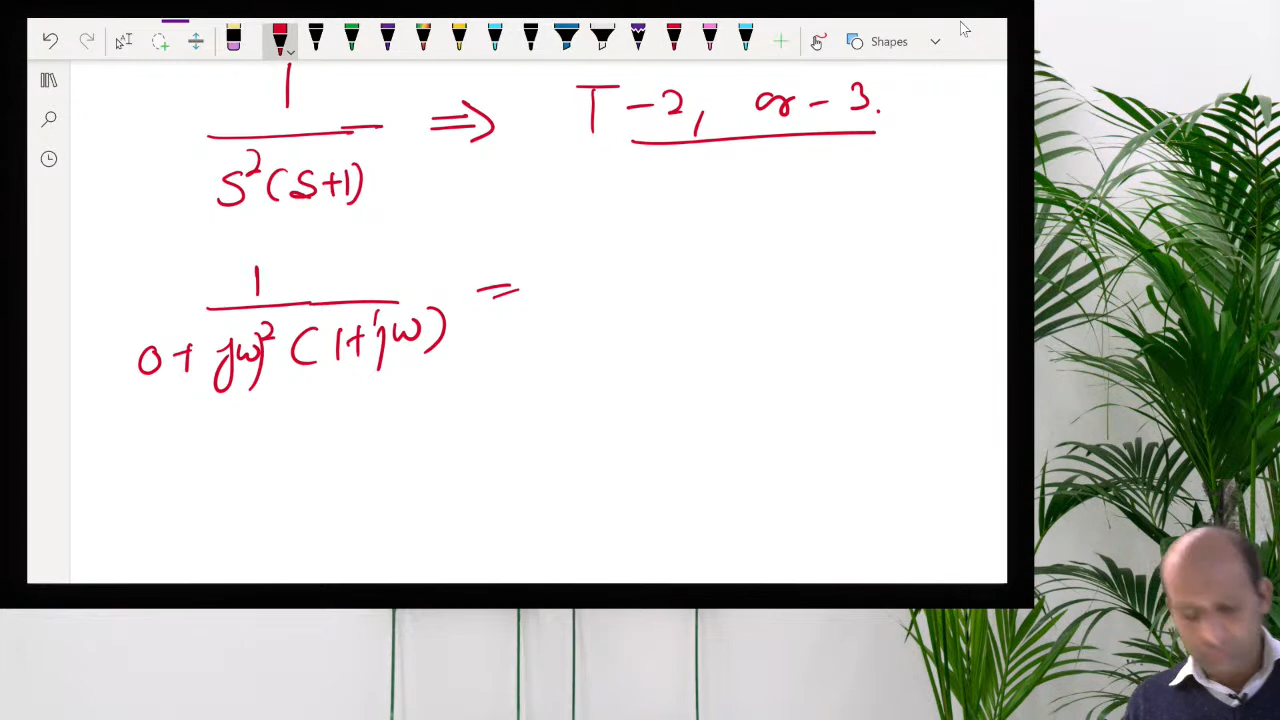 Shapes
1
S²(S+1) ⇒ T-2, or - 3.
1
0+ jω)² (1+jω) =